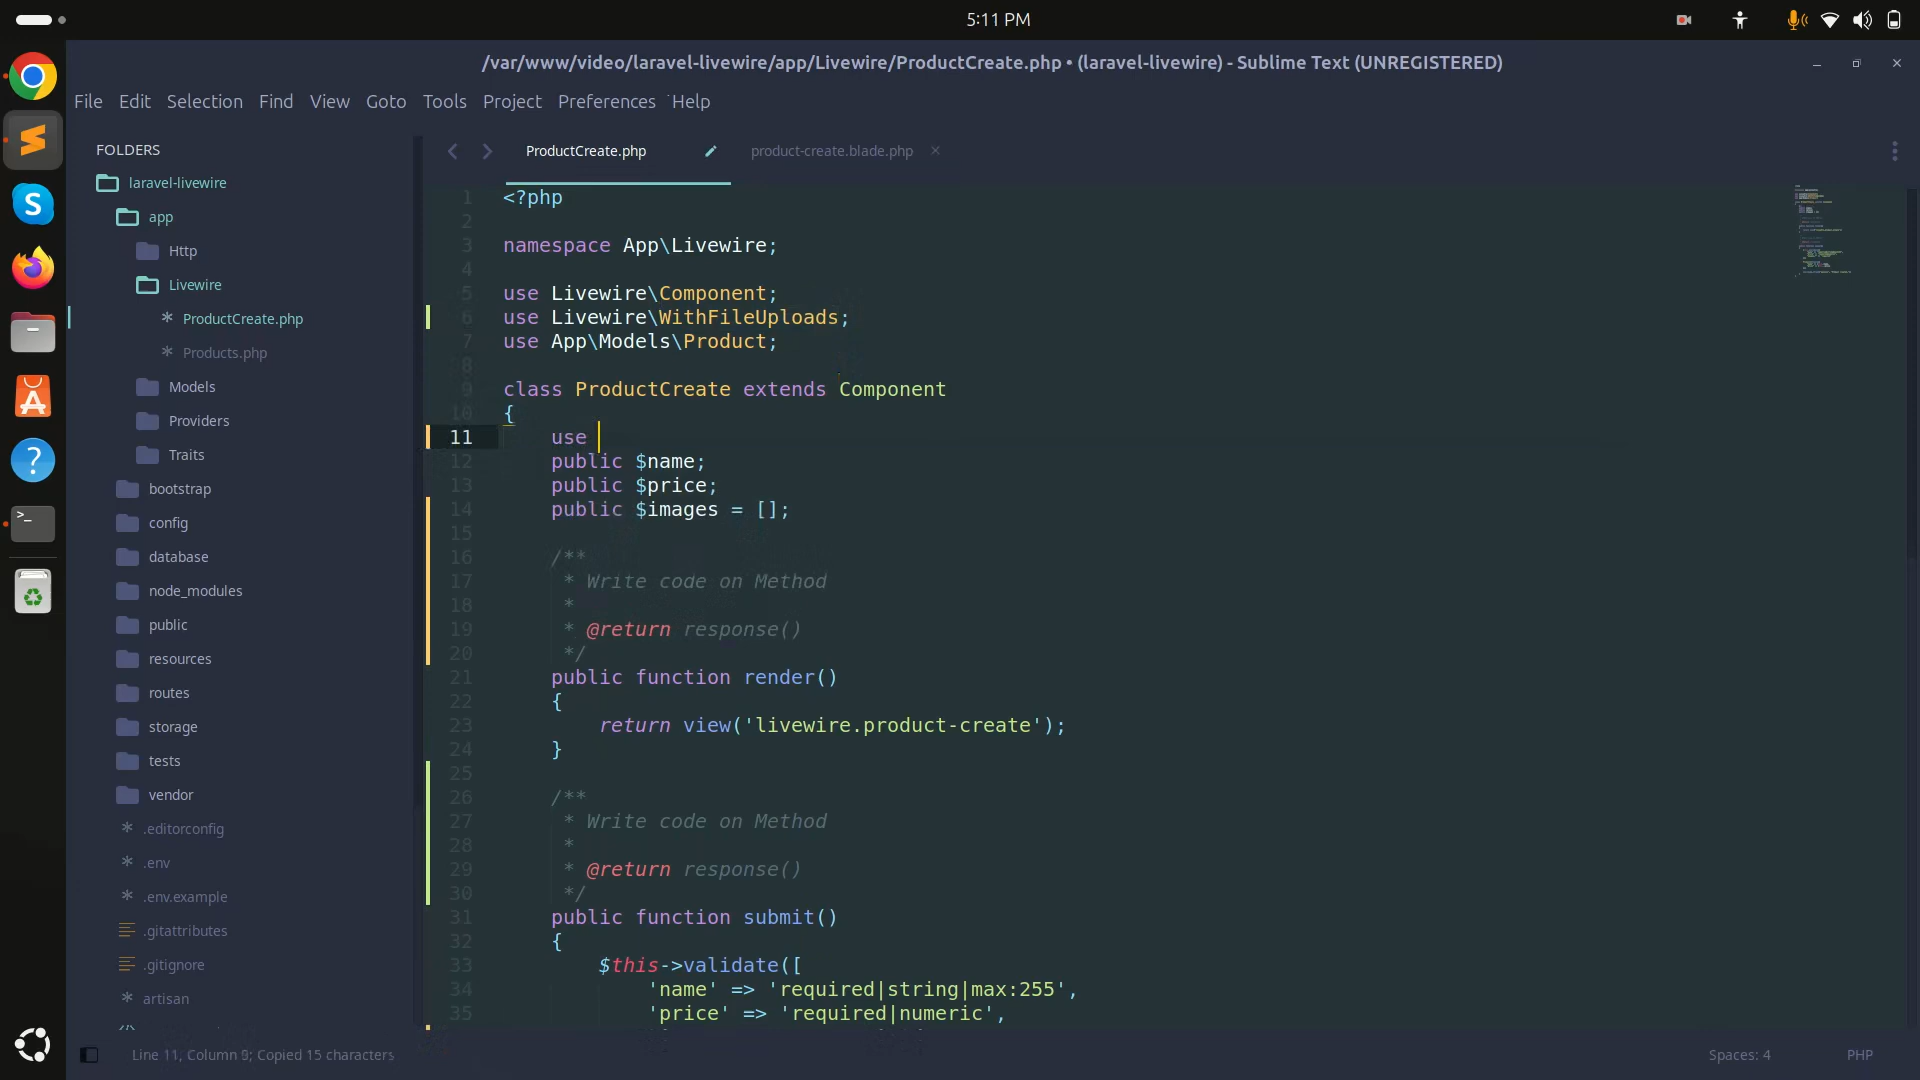 5:11 PM
/var/www/video/laravel-livewire/app/Livewire/ProductCreate.php • (laravel-livewire) - Sublime Text (UNREGISTERED)
File Edit Selection Find View Goto Tools Project Preferences Help
FOLDERS
laravel-livewire
app
Http
Livewire
* ProductCreate.php
* Products.php
Models
Providers
Traits
bootstrap
config
database
node_modules
public
resources
routes
storage
tests
vendor
* .editorconfig
* .env
* .env.example
.gitattributes
.gitignore
* artisan
ProductCreate.php product-create.blade.php
1 <?php
2
3 namespace App\Livewire;
4
5 use Livewire\Component;
6 use Livewire\WithFileUploads;
7 use App\Models\Product;
8
9 class ProductCreate extends Component
10 {
11 use
12 public $name;
13 public $price;
14 public $images = [];
15
16 /**
17 * Write code on Method
18 *
19 * @return response()
20 */
21 public function render()
22 {
23 return view('livewire.product-create');
24 }
25
26 /**
27 * Write code on Method
28 *
29 * @return response()
30 */
31 public function submit()
32 {
33 $this->validate([
34 'name' => 'required|string|max:255',
35 'price' => 'required|numeric',
Line 11, Column 9; Copied 15 characters
Spaces: 4
PHP